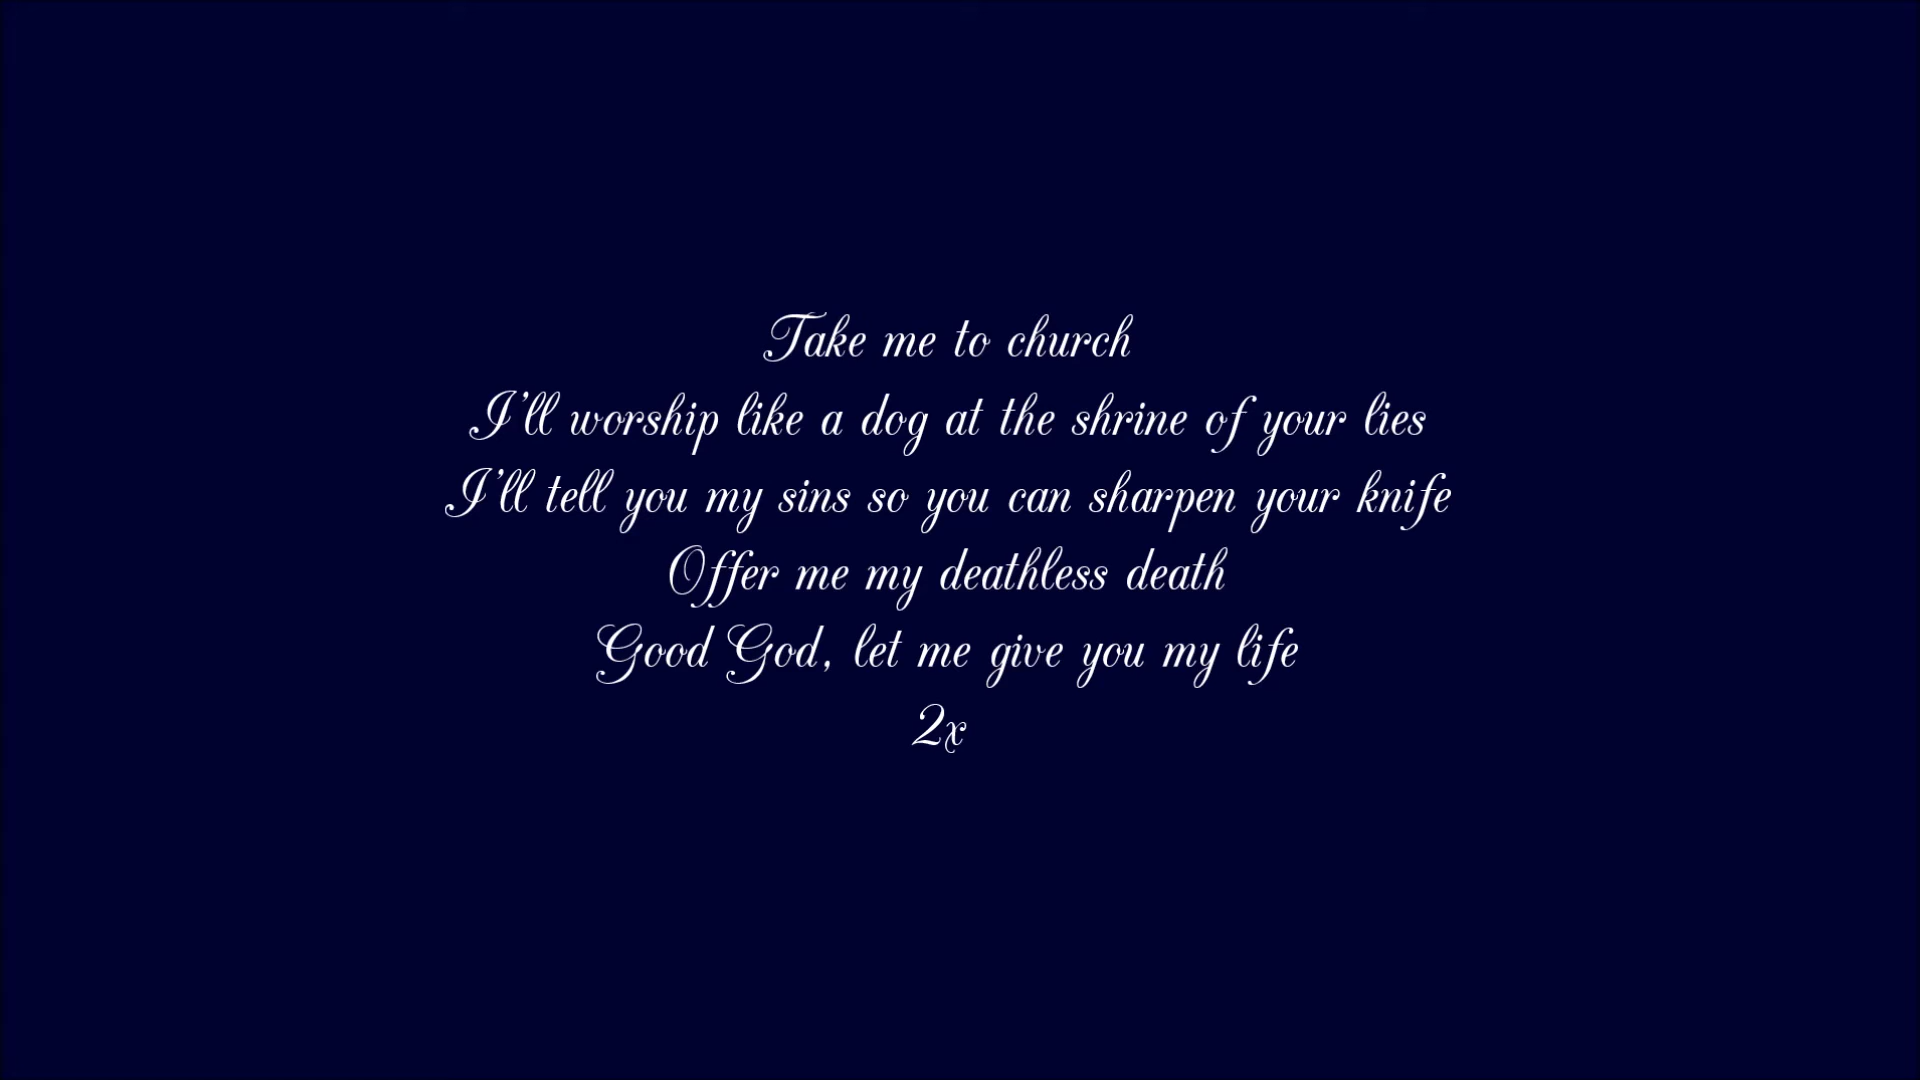 Take me to church
I'll worship like a dog at the shrine of your lies
I'll tell you my sins so you can sharpen your knife
Offer me my deathless death
Good God, let me give you my life
2x